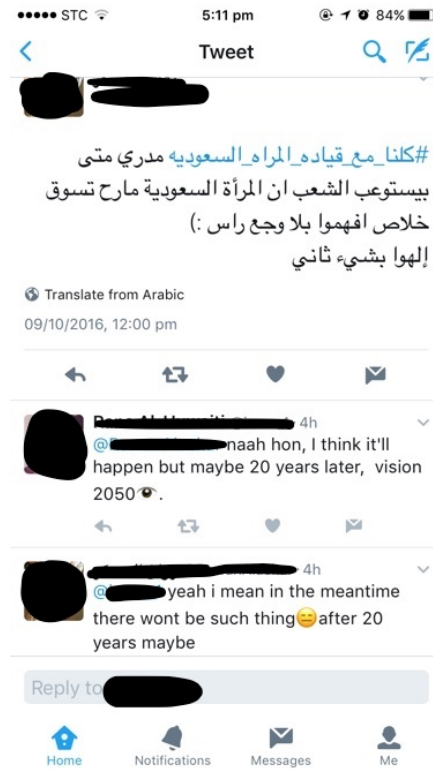 STC 5:11 pm 84%
Tweet
#كلنا_مع_قياده_المراه_السعوديه مدري متى
بيستوعب الشعب ان المرأة السعودية مارح تسوق
خلاص افهموا بلا وجع راس :)
إلهوا بشيء ثاني
Translate from Arabic
09/10/2016, 12:00 pm
4h
@ naah hon, I think it'll
happen but maybe 20 years later, vision
2050👁.
4h
@ yeah i mean in the meantime
there wont be such thing😑after 20
years maybe
Reply to
Home Notifications Messages Me